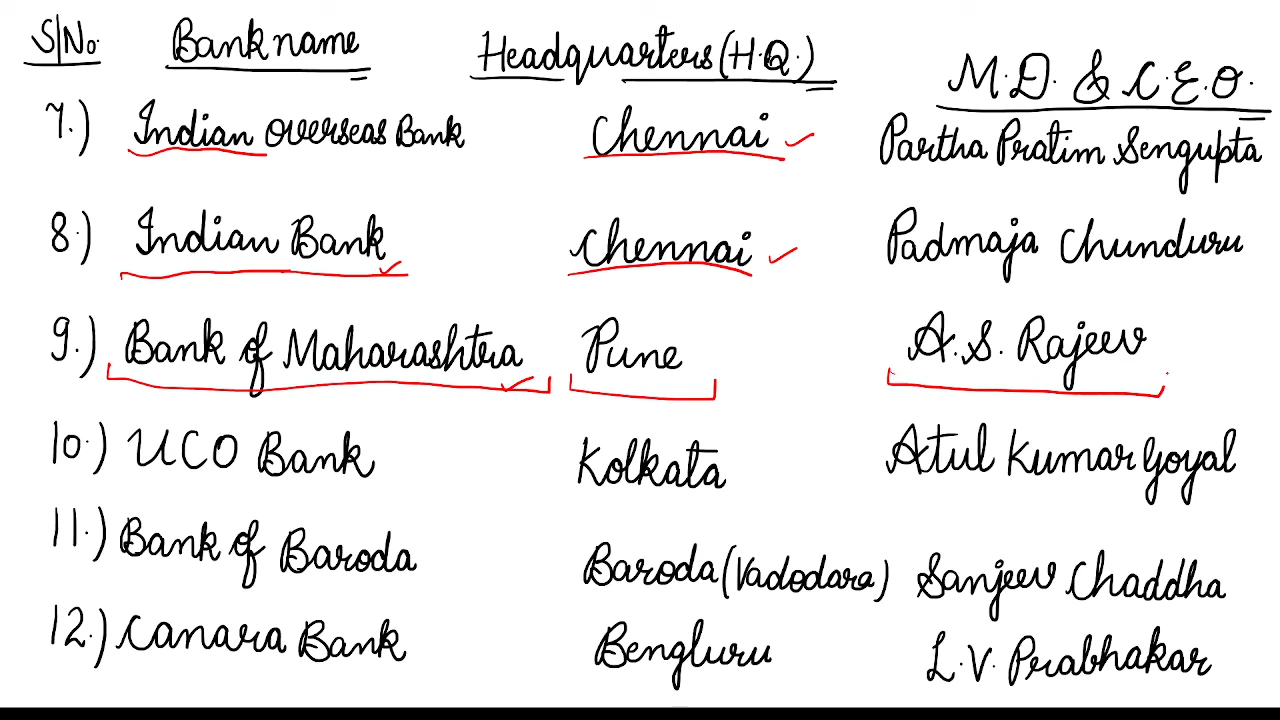 S/No. Bank name Headquarters (H.Q.) M.D. & C.E.O.
7.) Indian overseas Bank Chennai Partha Pratim Sengupta
8.) Indian Bank Chennai Padmaja Chunduru
9.) Bank of Maharashtra Pune A.S. Rajeev
10.) UCO Bank Kolkata Atul Kumar Goyal
11.) Bank of Baroda Baroda (Vadodara) Sanjeev Chaddha
12.) Canara Bank Bengluru L.V. Prabhakar